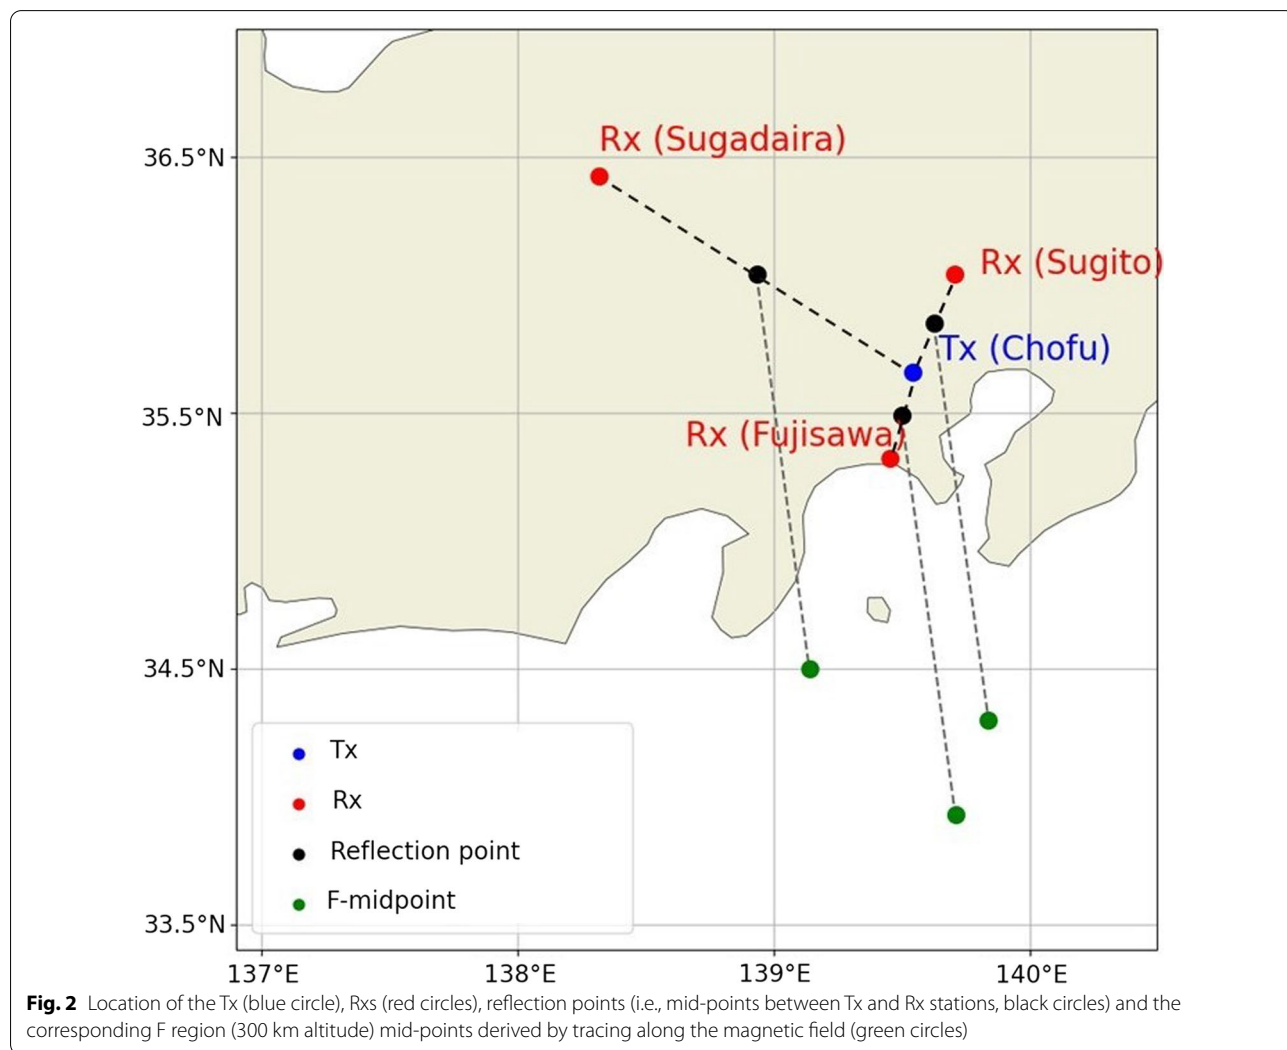 Rx (Sugadaira)
36.5°N
Rx (Sugito)
Tx (Chofu)
35.5°N
Rx (Fujisawa)
34.5°N
Tx
Rx
Reflection point
F-midpoint
33.5°N
137°E 138°E 139°E 140°E
Fig. 2 Location of the Tx (blue circle), Rxs (red circles), reflection points (i.e., mid-points between Tx and Rx stations, black circles) and the
corresponding F region (300 km altitude) mid-points derived by tracing along the magnetic field (green circles)